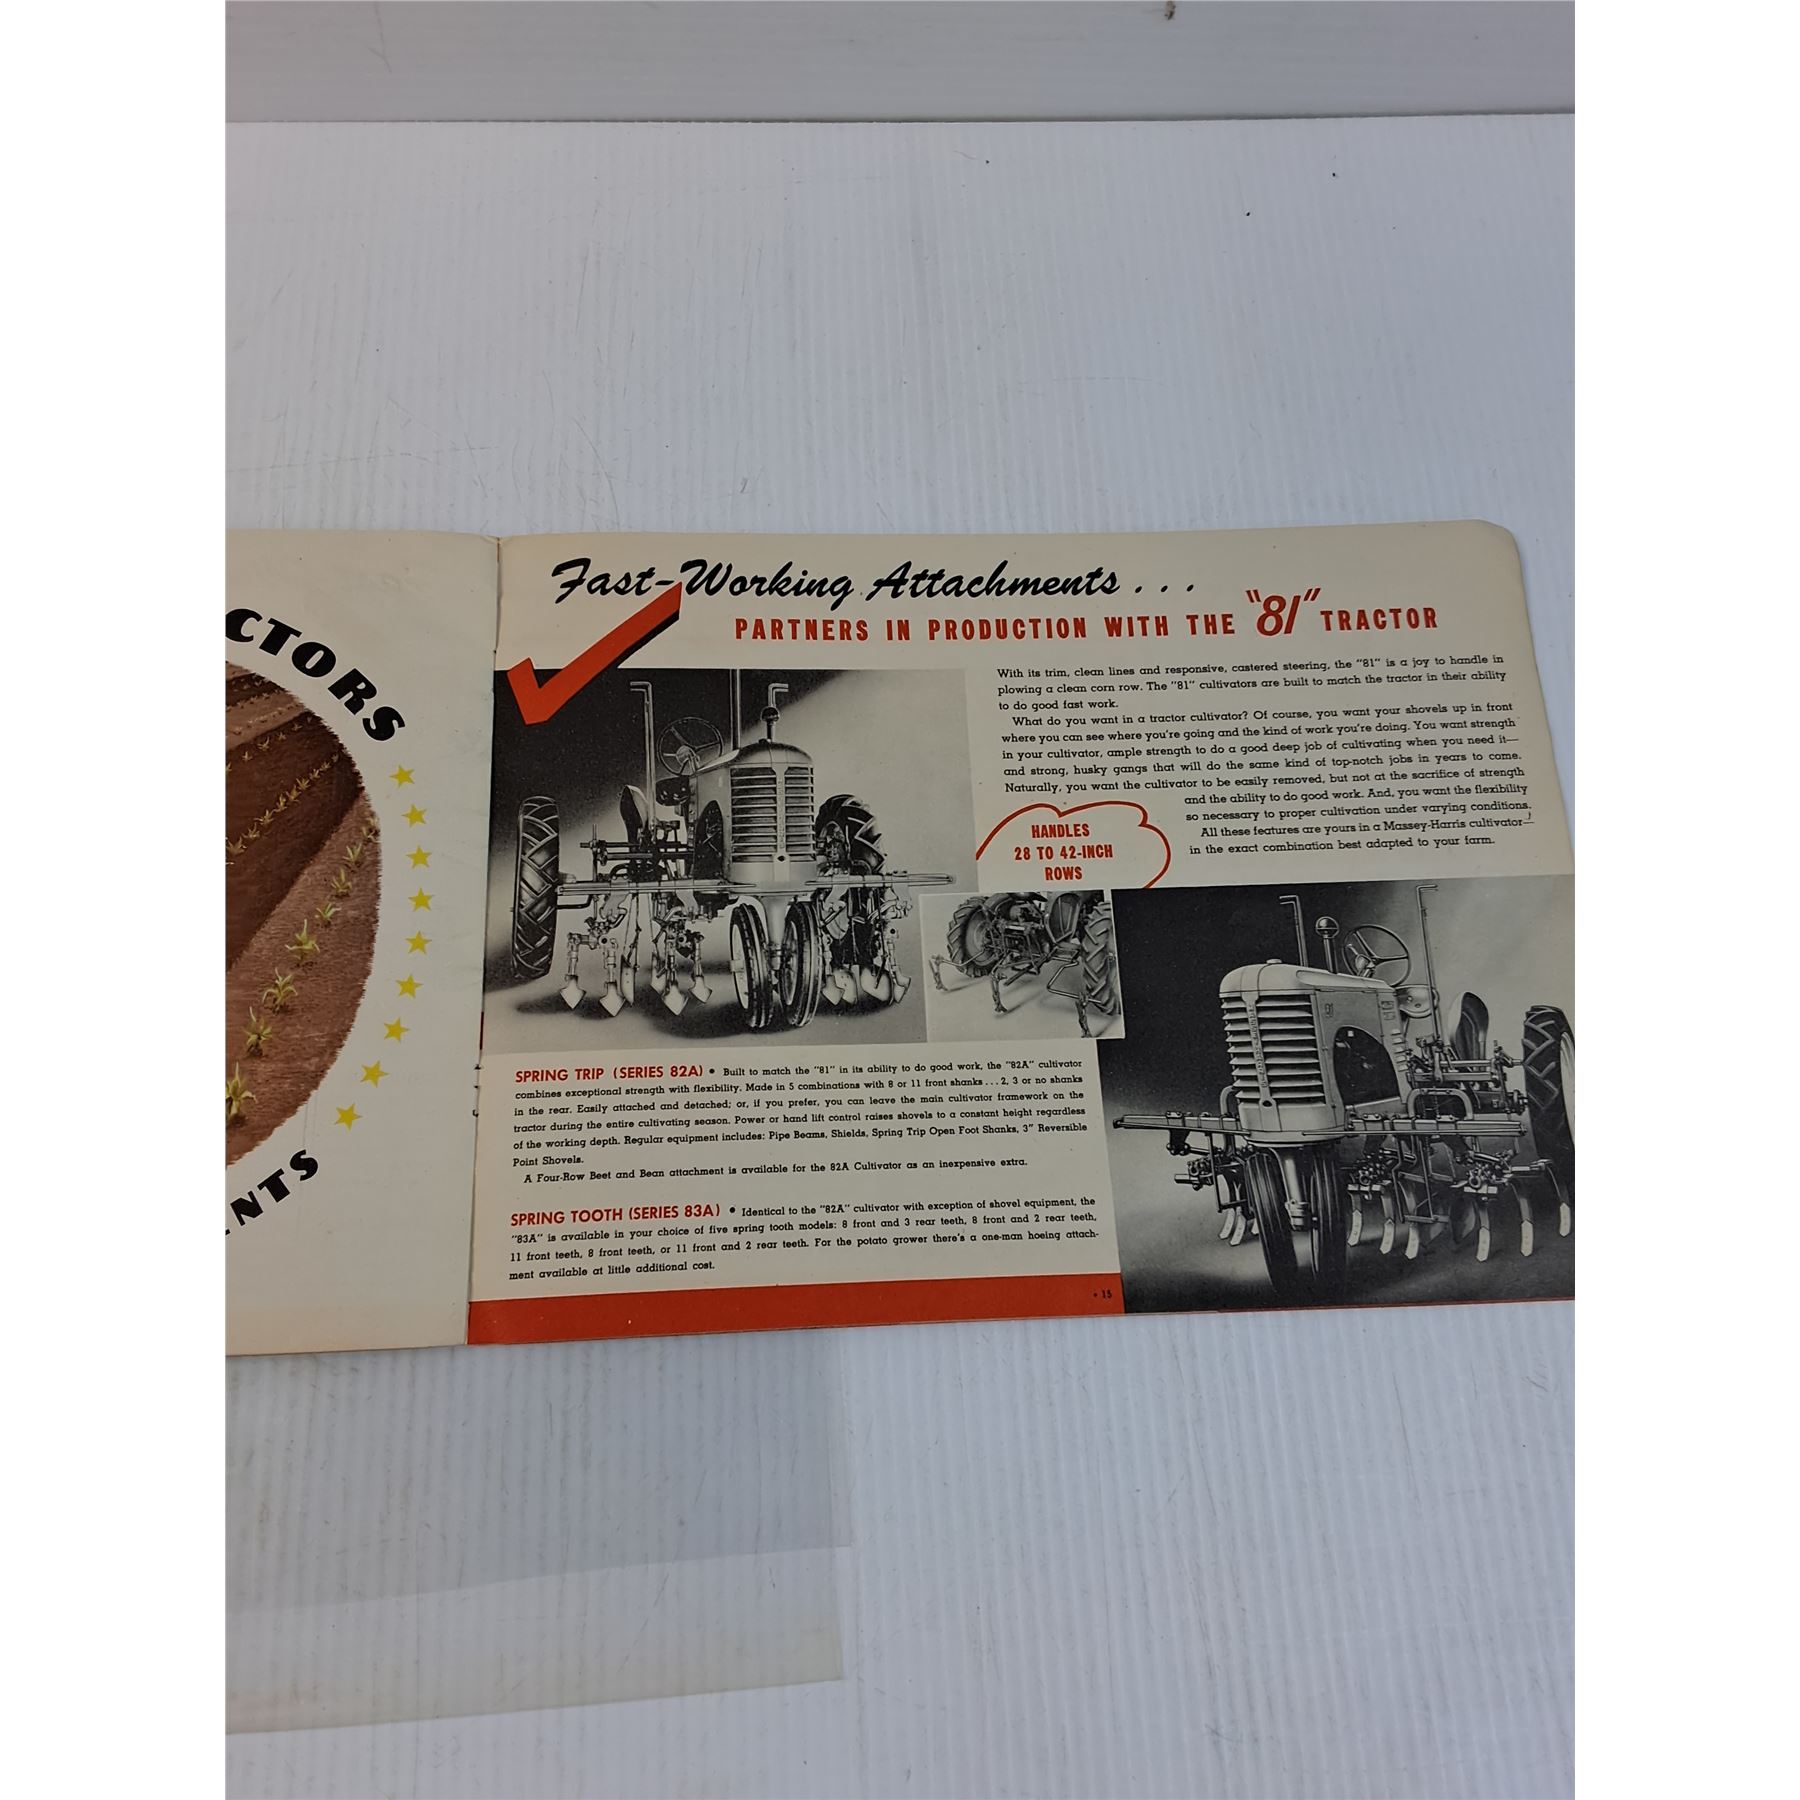 CTORS
ENTS
Fast-Working Attachments . . .
PARTNERS IN PRODUCTION WITH THE "81" TRACTOR
With its trim, clean lines and responsive, castered steering, the "81" is a joy to handle in
plowing a clean corn row. The "81" cultivators are built to match the tractor in their ability
to do good fast work.
What do you want in a tractor cultivator? Of course, you want your shovels up in front
where you can see where you're going and the kind of work you're doing. You want strength
in your cultivator, ample strength to do a good deep job of cultivating when you need it—
and strong, husky gangs that will do the same kind of top-notch jobs in years to come.
Naturally, you want the cultivator to be easily removed, but not at the sacrifice of strength
and the ability to do good work. And, you want the flexibility
so necessary to proper cultivation under varying conditions.
All these features are yours in a Massey-Harris cultivator—
in the exact combination best adapted to your farm.
HANDLES
28 TO 42-INCH
ROWS
SPRING TRIP (SERIES 82A) • Built to match the "81" in its ability to do good work, the "82A" cultivator
combines exceptional strength with flexibility. Made in 5 combinations with 8 or 11 front shanks . . . 2, 3 or no shanks
in the rear. Easily attached and detached; or, if you prefer, you can leave the main cultivator framework on the
tractor during the entire cultivating season. Power or hand lift control raises shovels to a constant height regardless
of the working depth. Regular equipment includes: Pipe Beams, Shields, Spring Trip Open Foot Shanks, 3" Reversible
Point Shovels.
A Four-Row Beet and Bean attachment is available for the 82A Cultivator as an inexpensive extra.
SPRING TOOTH (SERIES 83A) • Identical to the "82A" cultivator with exception of shovel equipment, the
"83A" is available in your choice of five spring tooth models: 8 front and 3 rear teeth, 8 front and 2 rear teeth,
11 front teeth, 8 front teeth, or 11 front and 2 rear teeth. For the potato grower there's a one-man hoeing attach-
ment available at little additional cost.
• 15
81